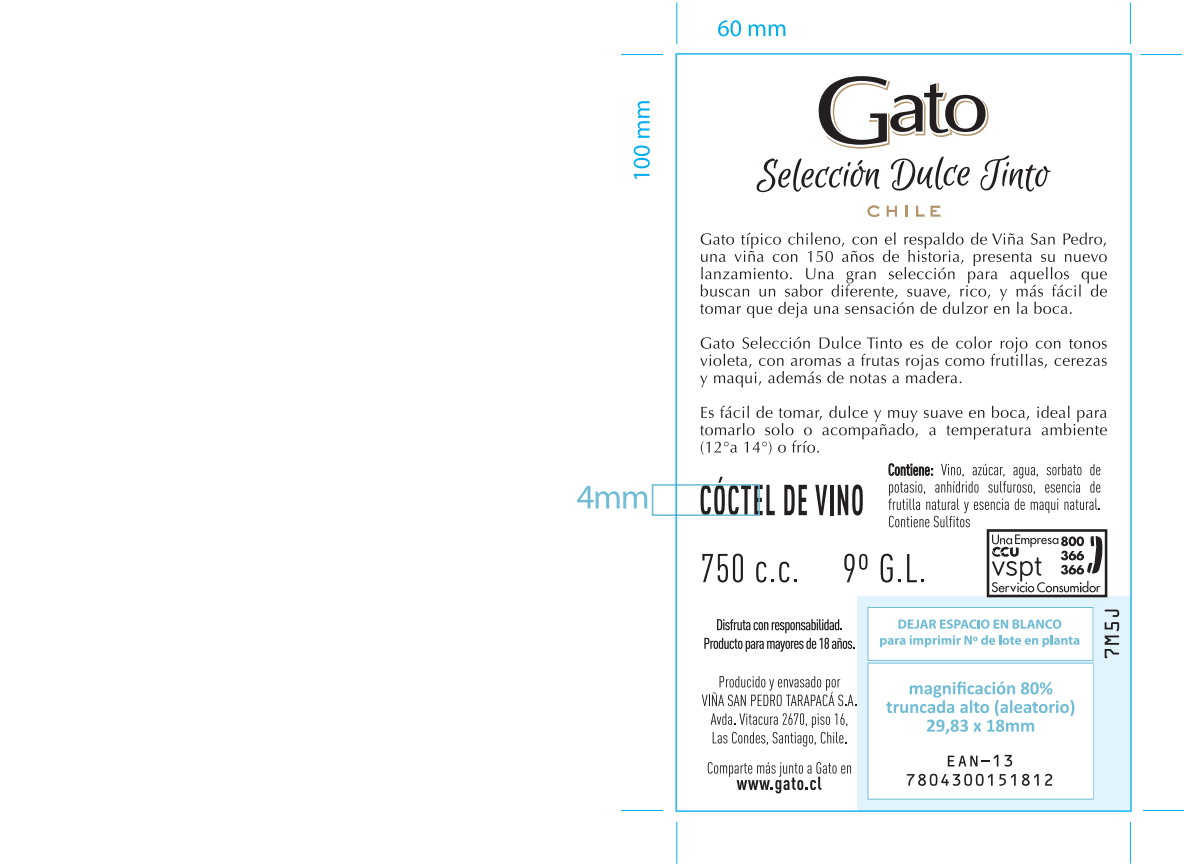 60 mm
100 mm
Gato
Selección Dulce Tinto
CHILE
Gato típico chileno, con el respaldo de Viña San Pedro,
una viña con 150 años de historia, presenta su nuevo
lanzamiento. Una gran selección para aquellos que
buscan un sabor diferente, suave, rico, y más fácil de
tomar que deja una sensación de dulzor en la boca.
Gato Selección Dulce Tinto es de color rojo con tonos
violeta, con aromas a frutas rojas como frutillas, cerezas
y maqui, además de notas a madera.
Es fácil de tomar, dulce y muy suave en boca, ideal para
tomarlo solo o acompañado, a temperatura ambiente
(12°a 14°) o frío.
4mm
CÓCTEL DE VINO
Contiene: Vino, azúcar, agua, sorbato de
potasio, anhídrido sulfuroso, esencia de
frutilla natural y esencia de maqui natural.
Contiene Sulfitos
750 c.c. 9º G.L.
Una Empresa 800
CCU 366
vspt 366
Servicio Consumidor
Disfruta con responsabilidad.
Producto para mayores de 18 años.
Producido y envasado por
VIÑA SAN PEDRO TARAPACÁ S.A.
Avda. Vitacura 2670, piso 16,
Las Condes, Santiago, Chile.
Comparte más junto a Gato en
www.gato.cl
DEJAR ESPACIO EN BLANCO
para imprimir Nº de lote en planta
7M5J
magnificación 80%
truncada alto (aleatorio)
29,83 x 18mm
EAN-13
7804300151812